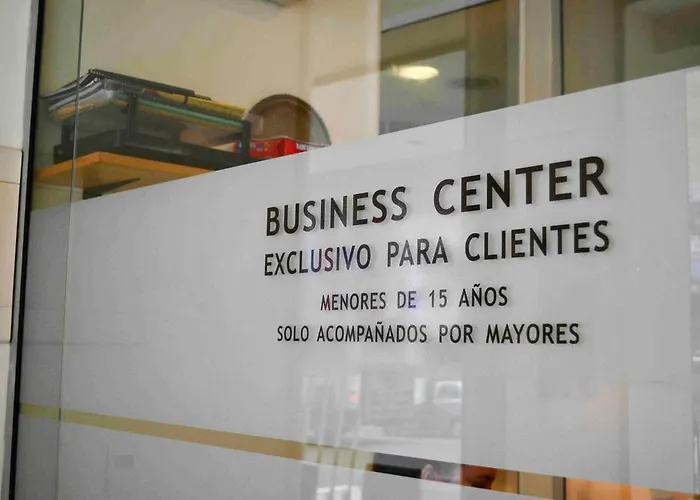 BUSINESS CENTER
EXCLUSIVO PARA CLIENTES
MENORES DE 15 AÑOS
SOLO ACOMPAÑADOS POR MAYORES